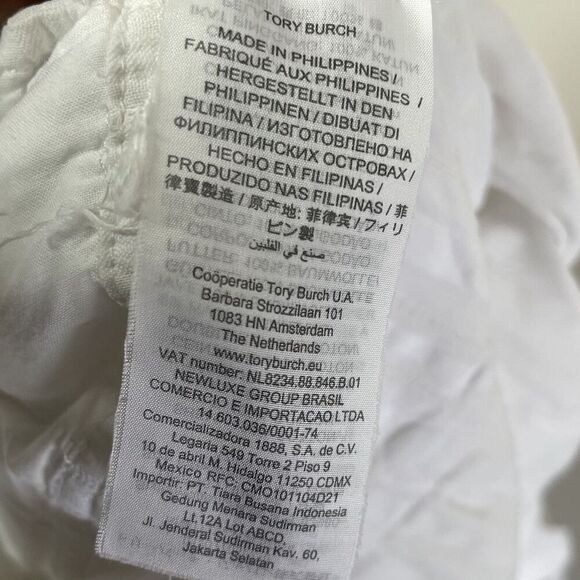 TORY BURCH
MADE IN PHILIPPINES /
FABRIQUÉ AUX PHILIPPINES /
HERGESTELLT IN DEN
PHILIPPINEN / DIBUAT DI
FILIPINA / ИЗГОТОВЛЕНО НА
ФИЛИППИНСКИХ ОСТРОВАХ /
HECHO EN FILIPINAS /
PRODUZIDO NAS FILIPINAS / 菲
律賓製造 / 原产地: 菲律宾 / フィリ
ピン製
صنع في الفلبين
Coöperatie Tory Burch U.A.
Barbara Strozzilaan 101
1083 HN Amsterdam
The Netherlands
www.toryburch.eu
VAT number: NL8234.88.846.B.01
NEWLUXE GROUP BRASIL
COMERCIO E IMPORTACAO LTDA
14.603.036/0001-74
Comercializadora 1888, S.A. de C.V.
Legaria 549 Torre 2 Piso 9
10 de abril M. Hidalgo 11250 CDMX
Mexico RFC: CMO101104D21
Importir: PT. Tiara Busana Indonesia
Gedung Menara Sudirman
Lt.12A Lot ABCD.
Jl. Jenderal Sudirman Kav. 60,
Jakarta Selatan